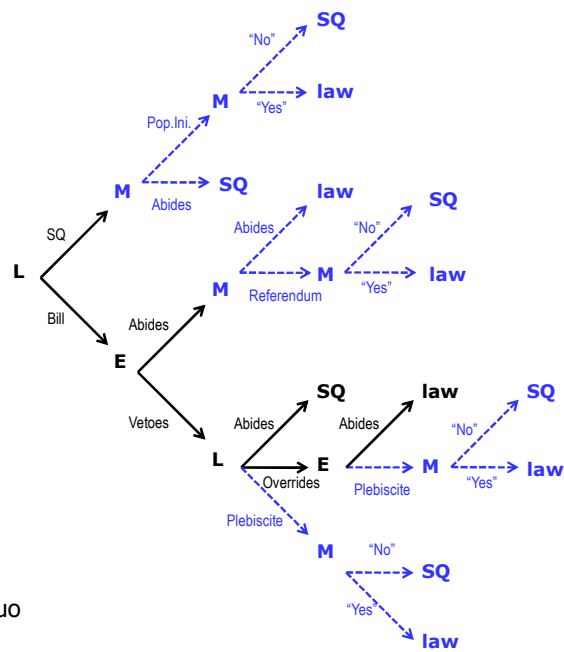 "No"
SQ
M
"Yes"
law
Pop.Ini.
M
Abides
SQ
SQ
L
Bill
Abides
law
M
Referendum
M
"No"
SQ
"Yes"
law
E
Abides
Vetoes
L
Abides
SQ
Overrides
E
Abides
law
Plebiscite
M
"No"
SQ
"Yes"
law
Plebiscite
M
"No"
SQ
"Yes"
law
uo